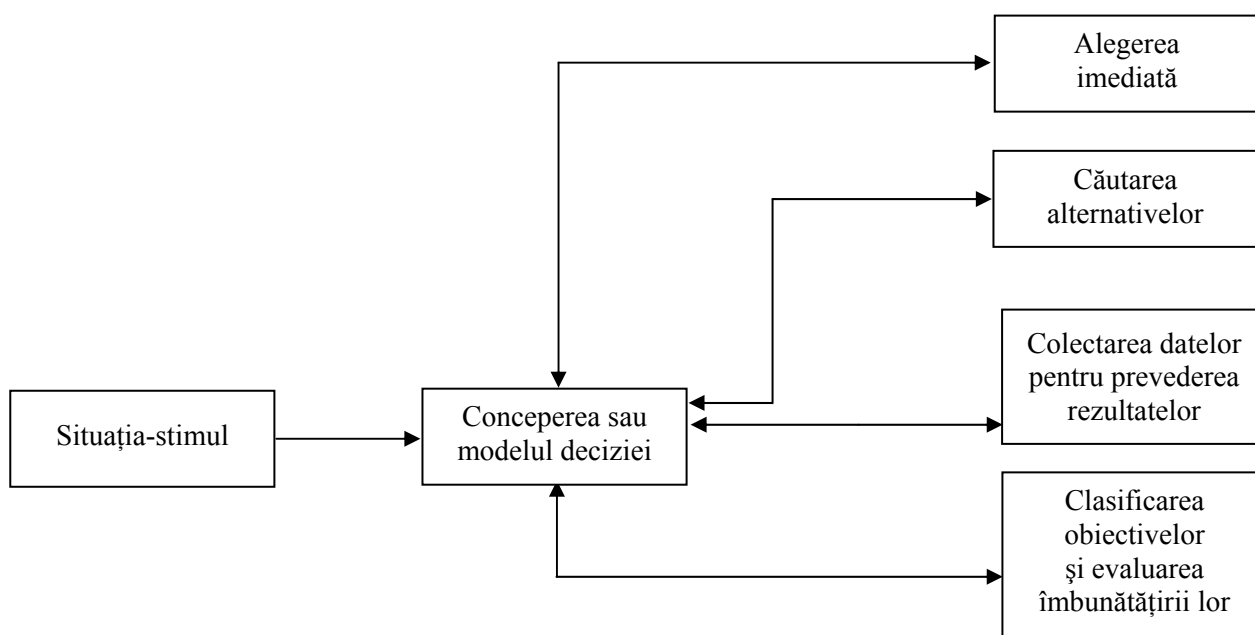 Alegerea
imediată
Căutarea
alternativelor
Colectarea datelor
pentru prevederea
rezultatelor
Situația-stimul
Conceperea sau
modelul deciziei
Clasificarea
obiectivelor
şi evaluarea
îmbunătățirii lor